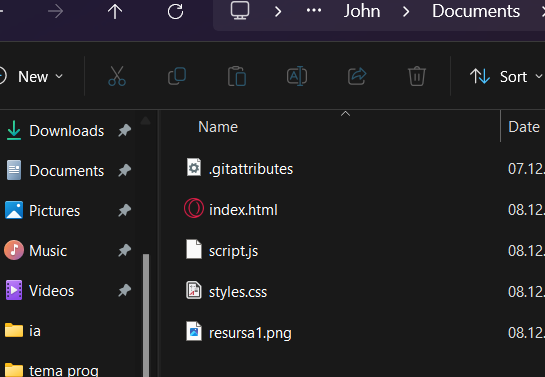 John Documents
New Sort
Name Date
Downloads
Documents
Pictures
Music
Videos
ia
tema prog
.gitattributes 07.12.
index.html 08.12.
script.js 08.12.
styles.css 08.12.
resursa1.png 08.12.